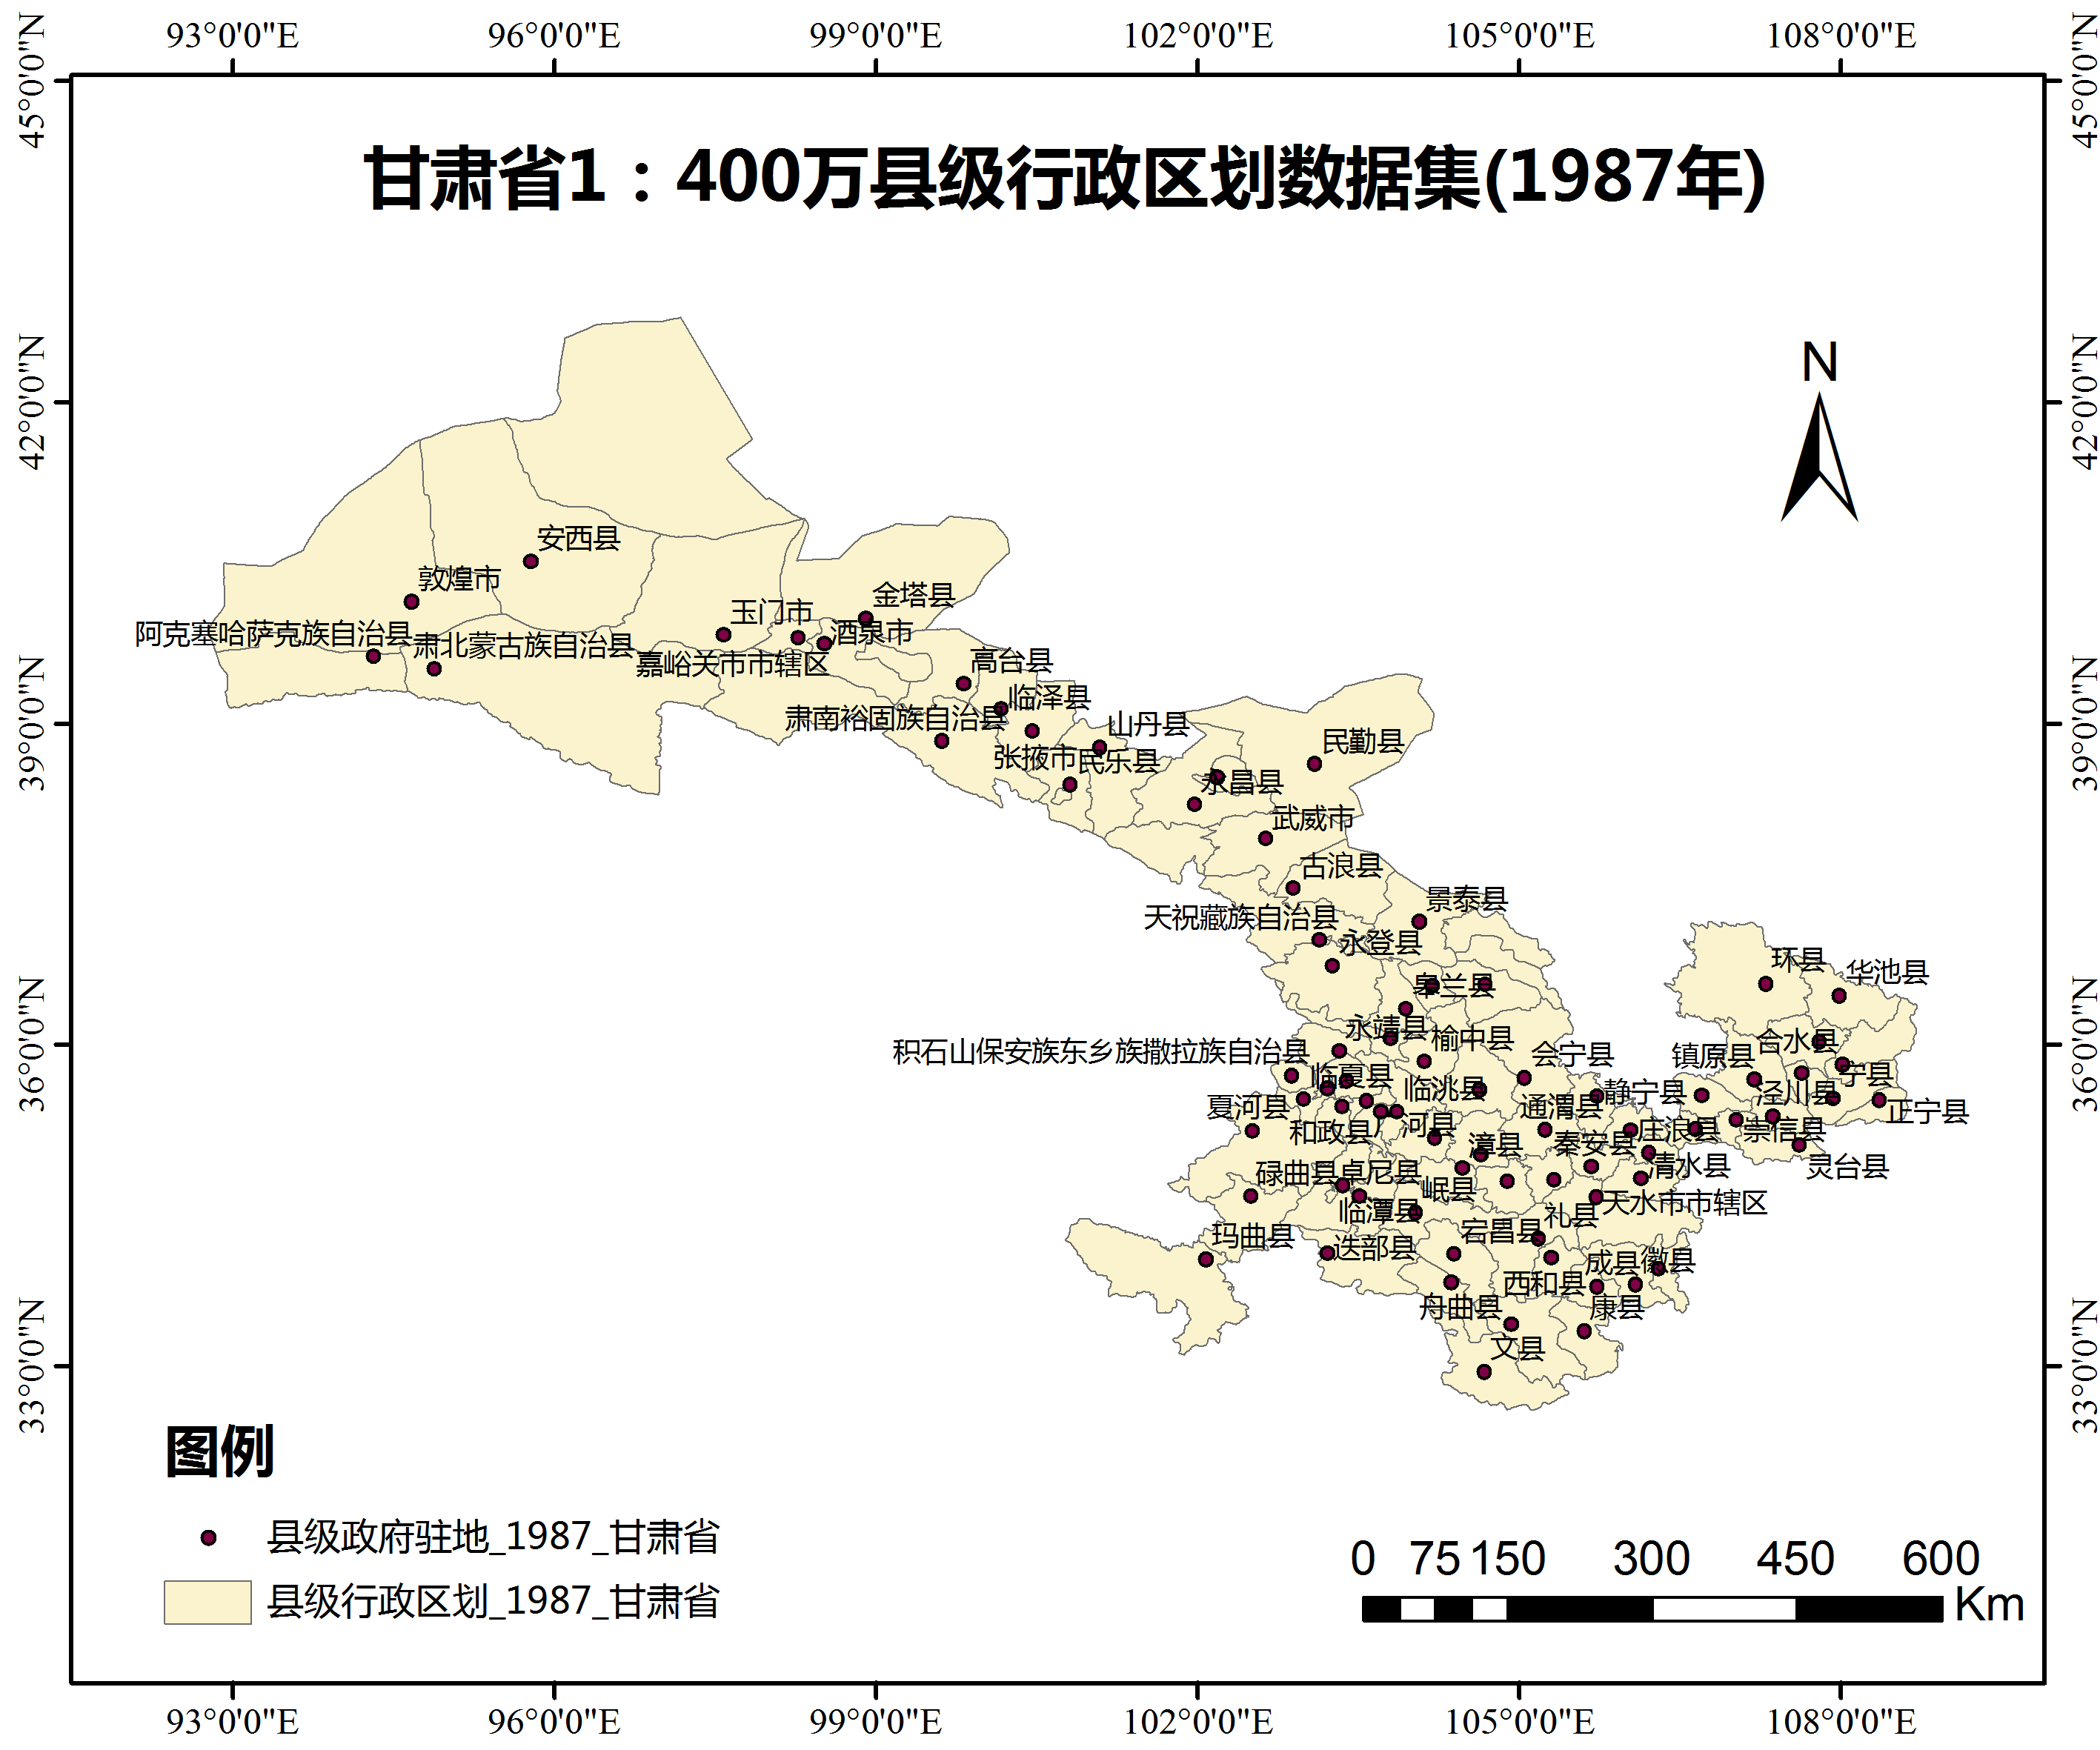 93°0'0"E 96°0'0"E 99°0'0"E 102°0'0"E 105°0'0"E 108°0'0"E
45°0'0"N 45°0'0"N
甘肃省1：400万县级行政区划数据集(1987年)
N
42°0'0"N 42°0'0"N
安西县
敦煌市
金塔县
玉门市
酒泉市
阿克塞哈萨克族自治县
肃北蒙古族自治县
嘉峪关市市辖区
高台县
39°0'0"N 39°0'0"N
临泽县
肃南裕固族自治县
山丹县
民勤县
张掖市
民乐县
永昌县
武威市
古浪县
景泰县
天祝藏族自治县
永登县
环县
华池县
皋兰县
36°0'0"N 36°0'0"N
永靖县
榆中县
合水县
积石山保安族东乡族撒拉族自治县
会宁县
镇原县
临夏县
宁县
临洮县
静宁县
泾川县
夏河县
通渭县
正宁县
和政县
广河县
庄浪县
崇信县
漳县
秦安县
清水县
灵台县
碌曲县
卓尼县
岷县
天水市市辖区
临潭县
礼县
玛曲县
宕昌县
迭部县
成县
徽县
西和县
舟曲县
康县
33°0'0"N 33°0'0"N
文县
图例
县级政府驻地_1987_甘肃省
县级行政区划_1987_甘肃省
0 75 150 300 450 600
Km
93°0'0"E 96°0'0"E 99°0'0"E 102°0'0"E 105°0'0"E 108°0'0"E